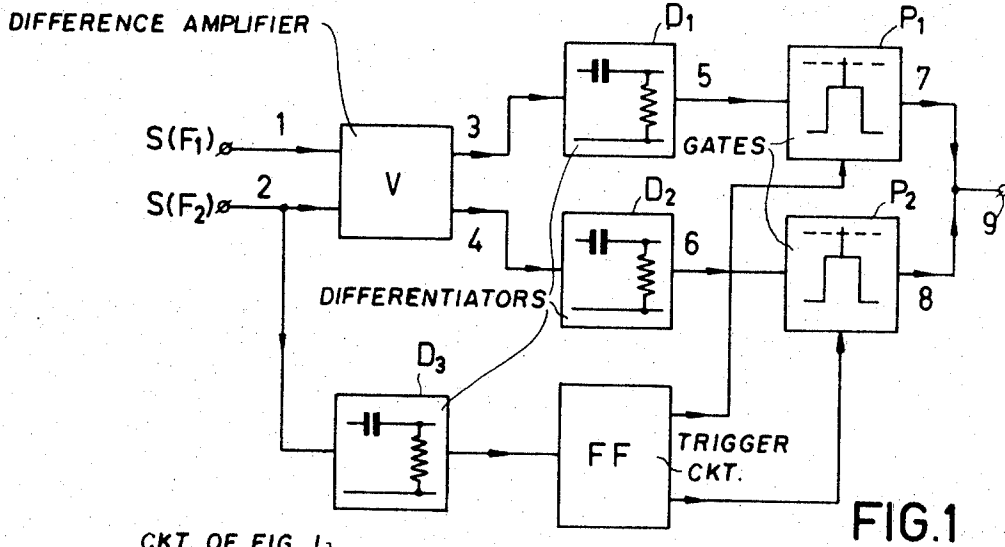 DIFFERENCE AMPLIFIER
D₁
P₁
S(F₁)
1
3
5
7
V
GATES
S(F₂)
2
4
D₂
P₂
6
8
9
DIFFERENTIATORS
D₃
FF
TRIGGER
CKT.
FIG.1